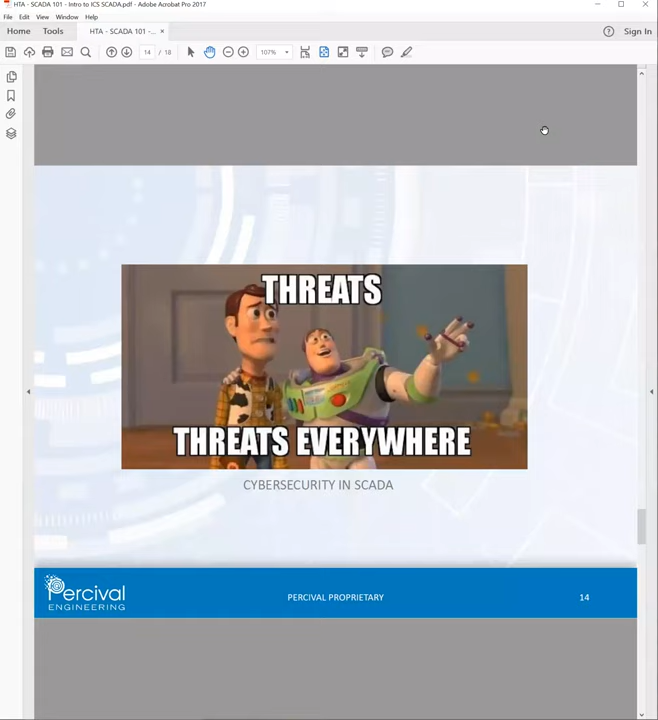 HTA - SCADA 101 - Intro to ICS SCADA.pdf - Adobe Acrobat Pro 2017
File Edit View Window Help
Home Tools HTA - SCADA 101 -... × Sign In
14 / 18 107%
THREATS
THREATS EVERYWHERE
CYBERSECURITY IN SCADA
Percival
ENGINEERING
PERCIVAL PROPRIETARY
14